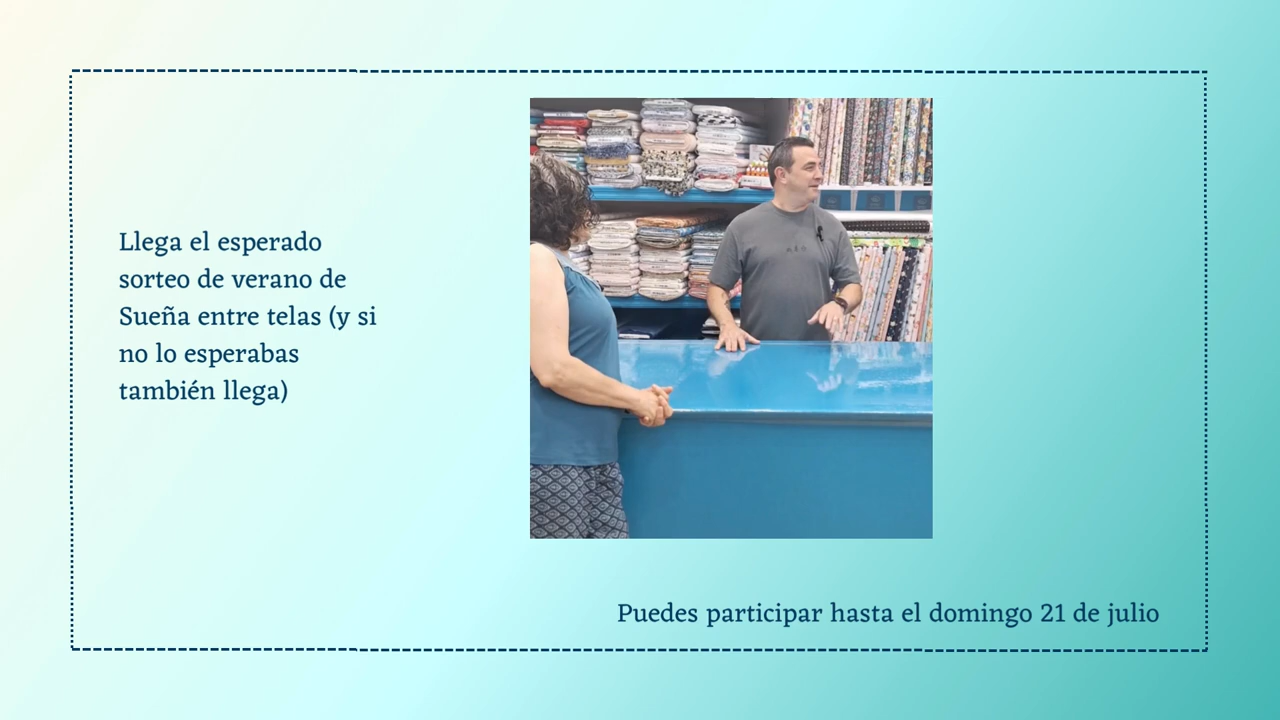 Llega el esperado
sorteo de verano de
Sueña entre telas (y si
no lo esperabas
también llega)
Puedes participar hasta el domingo 21 de julio